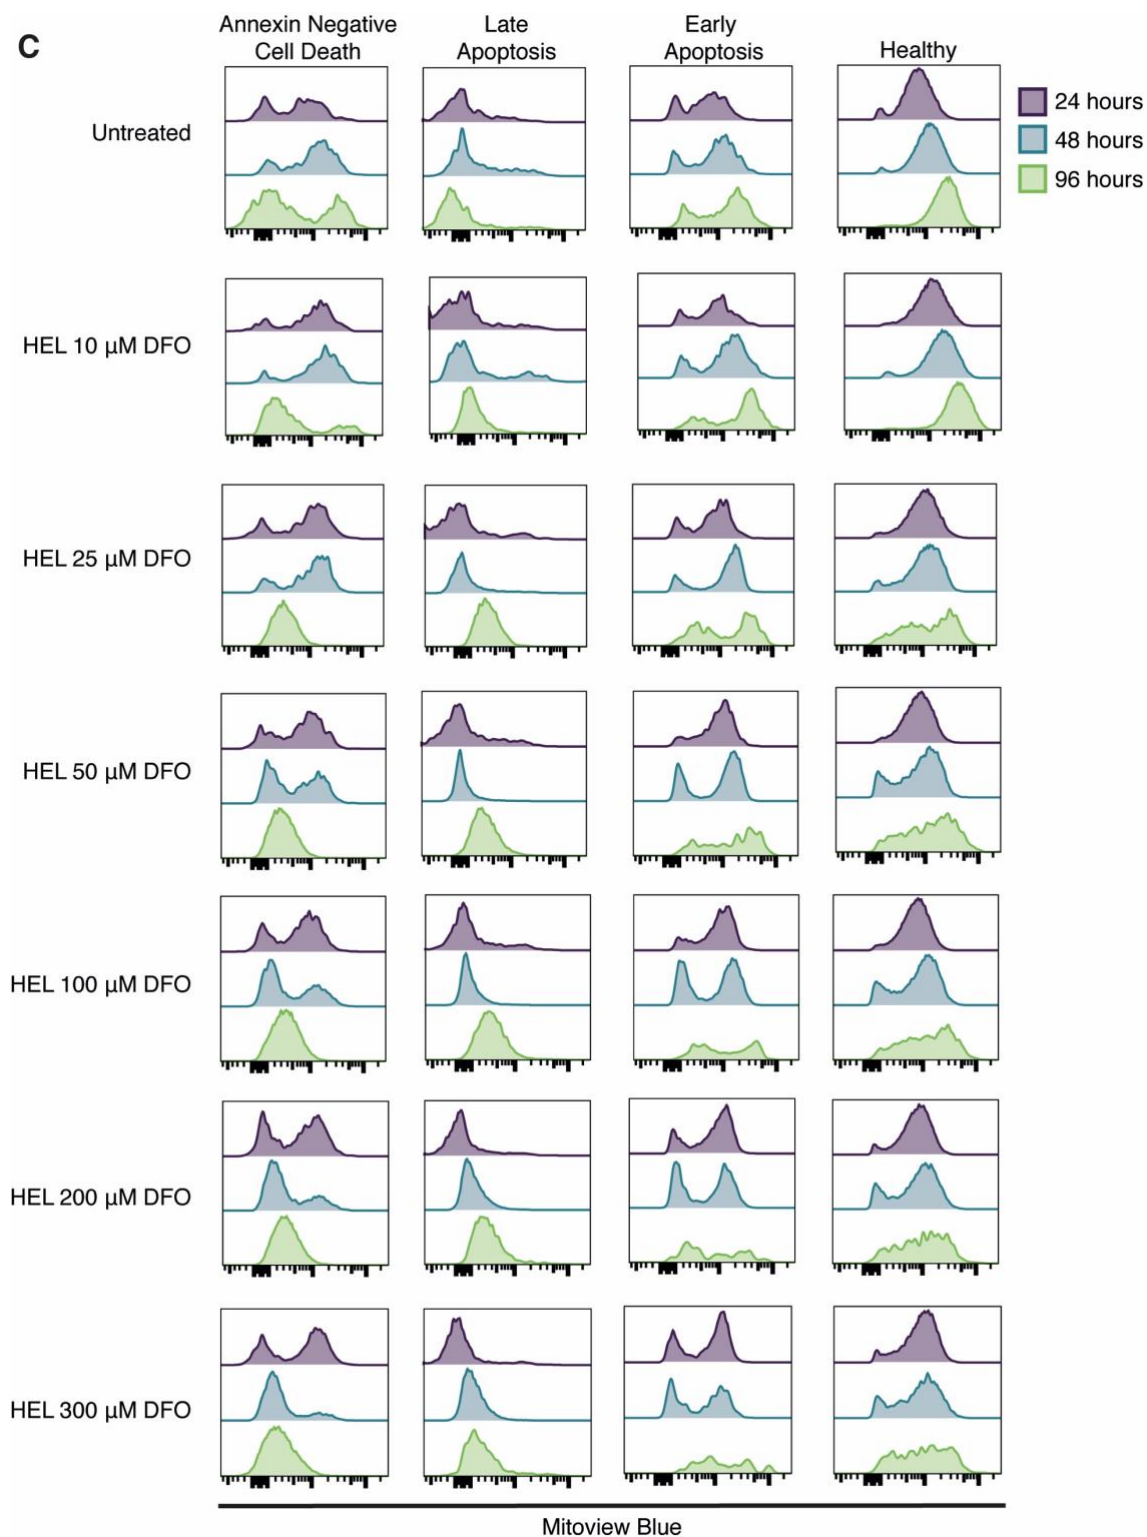 C
Annexin Negative
Cell Death
Late
Apoptosis
Early
Apoptosis
Healthy
24 hours
48 hours
96 hours
Untreated
HEL 10 µM DFO
HEL 25 µM DFO
HEL 50 µM DFO
HEL 100 µM DFO
HEL 200 µM DFO
HEL 300 µM DFO
Mitoview Blue